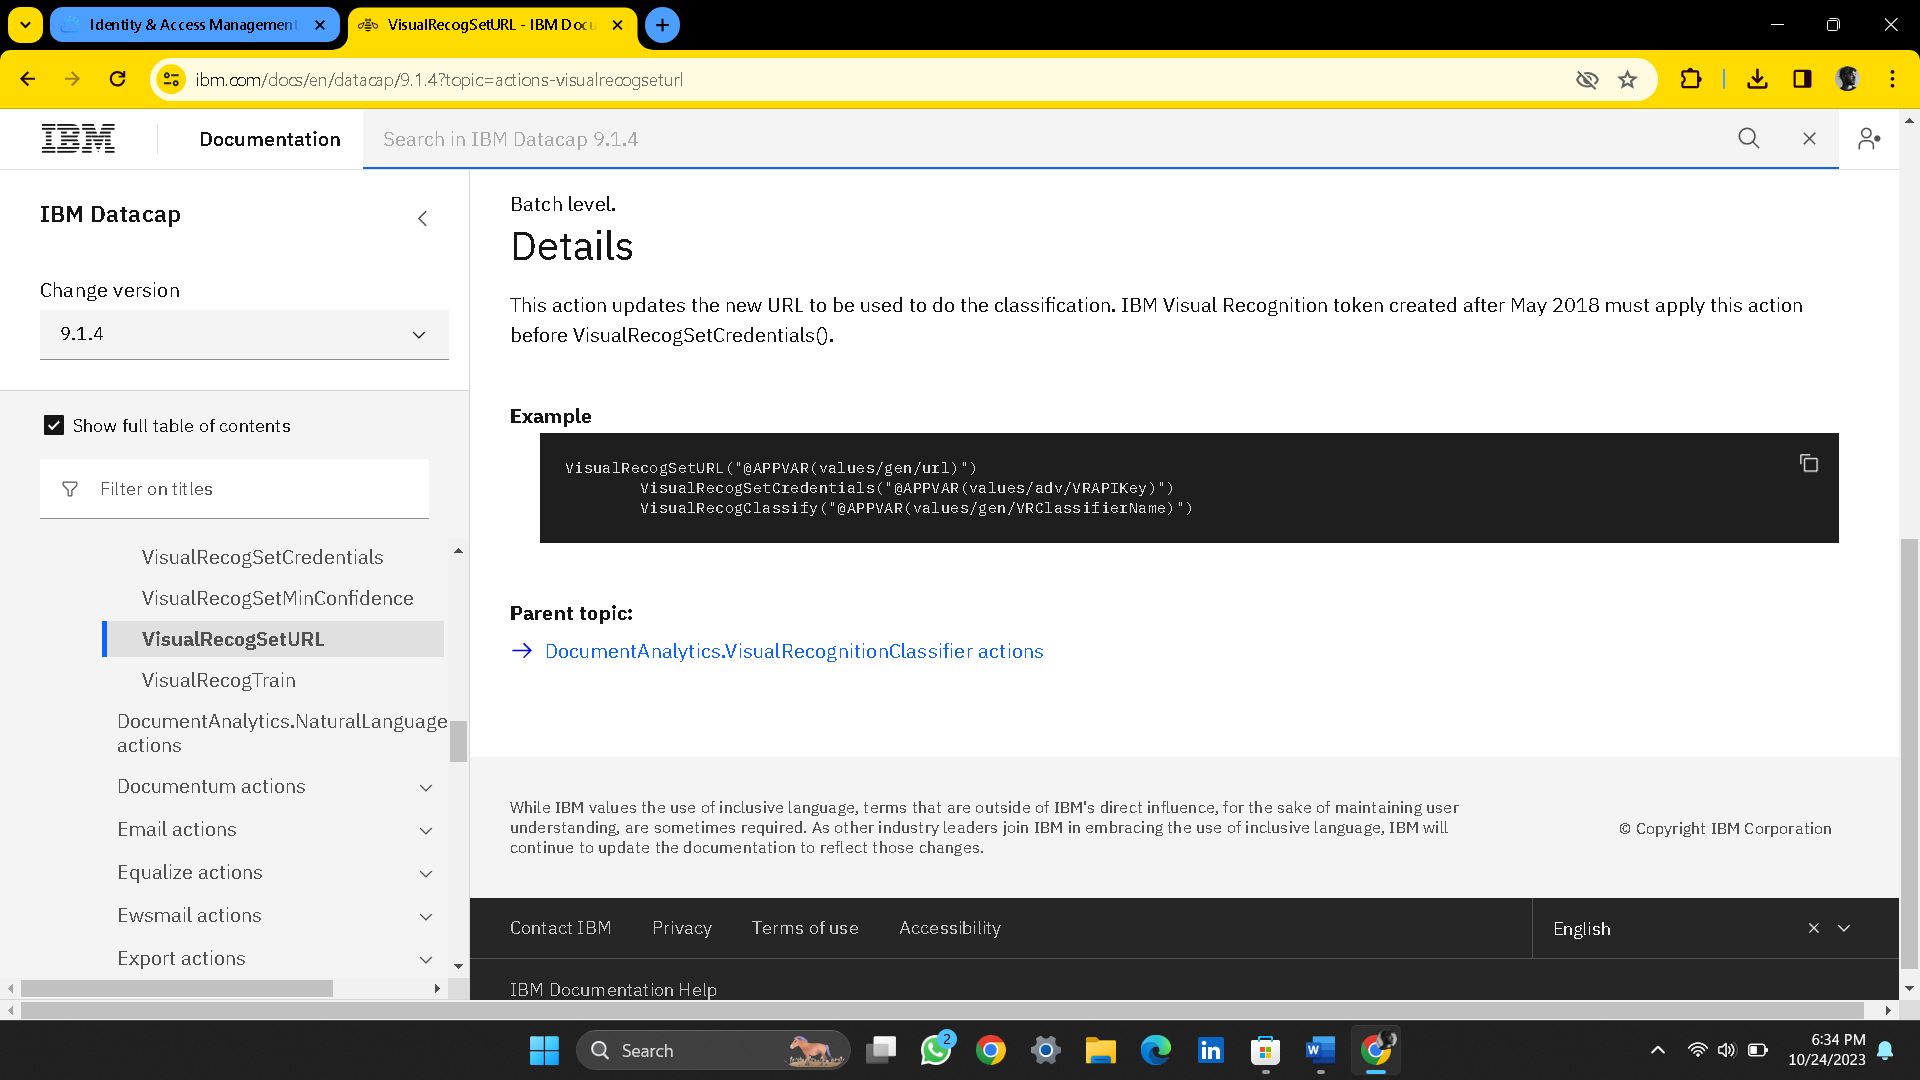 Identity & Access Management
VisualRecogSetURL - IBM Docu
ibm.com/docs/en/datacap/9.1.4?topic=actions-visualrecogseturl
IBM
Documentation
Search in IBM Datacap 9.1.4
IBM Datacap
Change version
9.1.4
Show full table of contents
Filter on titles
VisualRecogSetCredentials
VisualRecogSetMinConfidence
VisualRecogSetURL
VisualRecogTrain
DocumentAnalytics.NaturalLanguage
actions
Documentum actions
Email actions
Equalize actions
Ewsmail actions
Export actions
Batch level.
Details
This action updates the new URL to be used to do the classification. IBM Visual Recognition token created after May 2018 must apply this action
before VisualRecogSetCredentials().
Example
VisualRecogSetURL("@APPVAR(values/gen/url)")
VisualRecogSetCredentials("@APPVAR(values/adv/VRAPIKey)")
VisualRecogClassify("@APPVAR(values/gen/VRClassifierName)")
Parent topic:
DocumentAnalytics.VisualRecognitionClassifier actions
While IBM values the use of inclusive language, terms that are outside of IBM's direct influence, for the sake of maintaining user
understanding, are sometimes required. As other industry leaders join IBM in embracing the use of inclusive language, IBM will
continue to update the documentation to reflect those changes.
© Copyright IBM Corporation
Contact IBM Privacy Terms of use Accessibility
English
IBM Documentation Help
Search
2
in
W
6:34 PM
10/24/2023